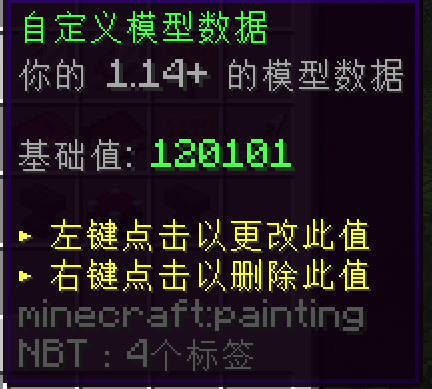 自定义模型数据
你的 1.14+ 的模型数据
基础值: 120101
▸ 左键点击以更改此值
▸ 右键点击以删除此值
minecraft:painting
NBT : 4个标签